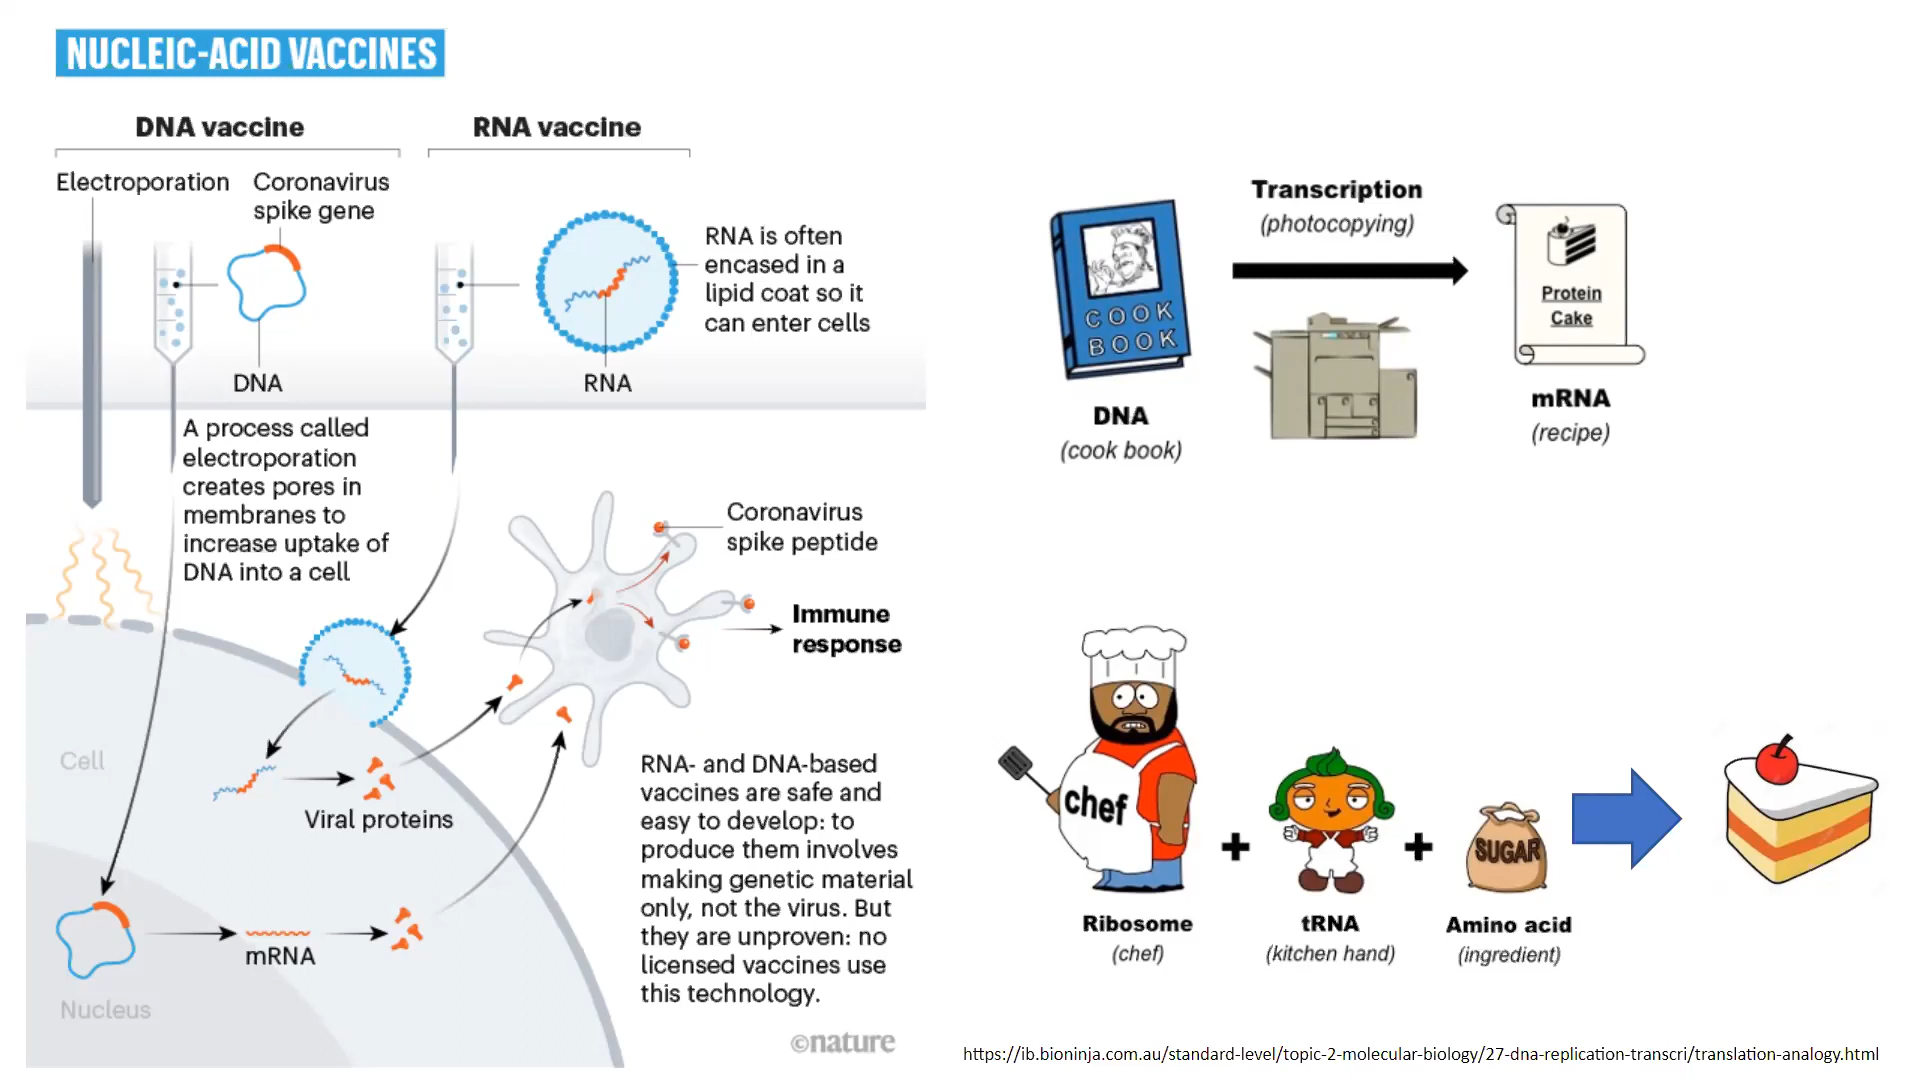 NUCLEIC-ACID VACCINES
DNA vaccine
RNA vaccine
Electroporation
Coronavirus
spike gene
DNA
RNA is often
encased in a
lipid coat so it
can enter cells
RNA
A process called
electroporation
creates pores in
membranes to
increase uptake of
DNA into a cell
Coronavirus
spike peptide
Immune
response
Cell
Viral proteins
mRNA
Nucleus
RNA- and DNA-based
vaccines are safe and
easy to develop: to
produce them involves
making genetic material
only, not the virus. But
they are unproven: no
licensed vaccines use
this technology.
©nature
COOK
BOOK
DNA
(cook book)
Transcription
(photocopying)
Protein
Cake
mRNA
(recipe)
chef
SUGAR
+
+
Ribosome
(chef)
tRNA
(kitchen hand)
Amino acid
(ingredient)
https://ib.bioninja.com.au/standard-level/topic-2-molecular-biology/27-dna-replication-transcri/translation-analogy.html